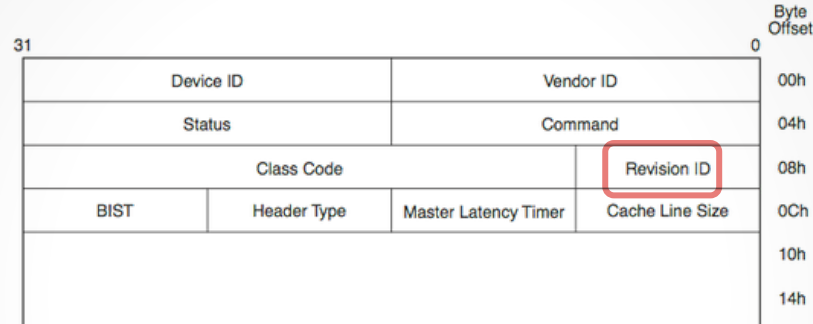 Byte
Offset
31
0
Device ID
Vendor ID
00h
Status
Command
04h
Class Code
Revision ID
08h
BIST
Header Type
Master Latency Timer
Cache Line Size
0Ch
10h
14h